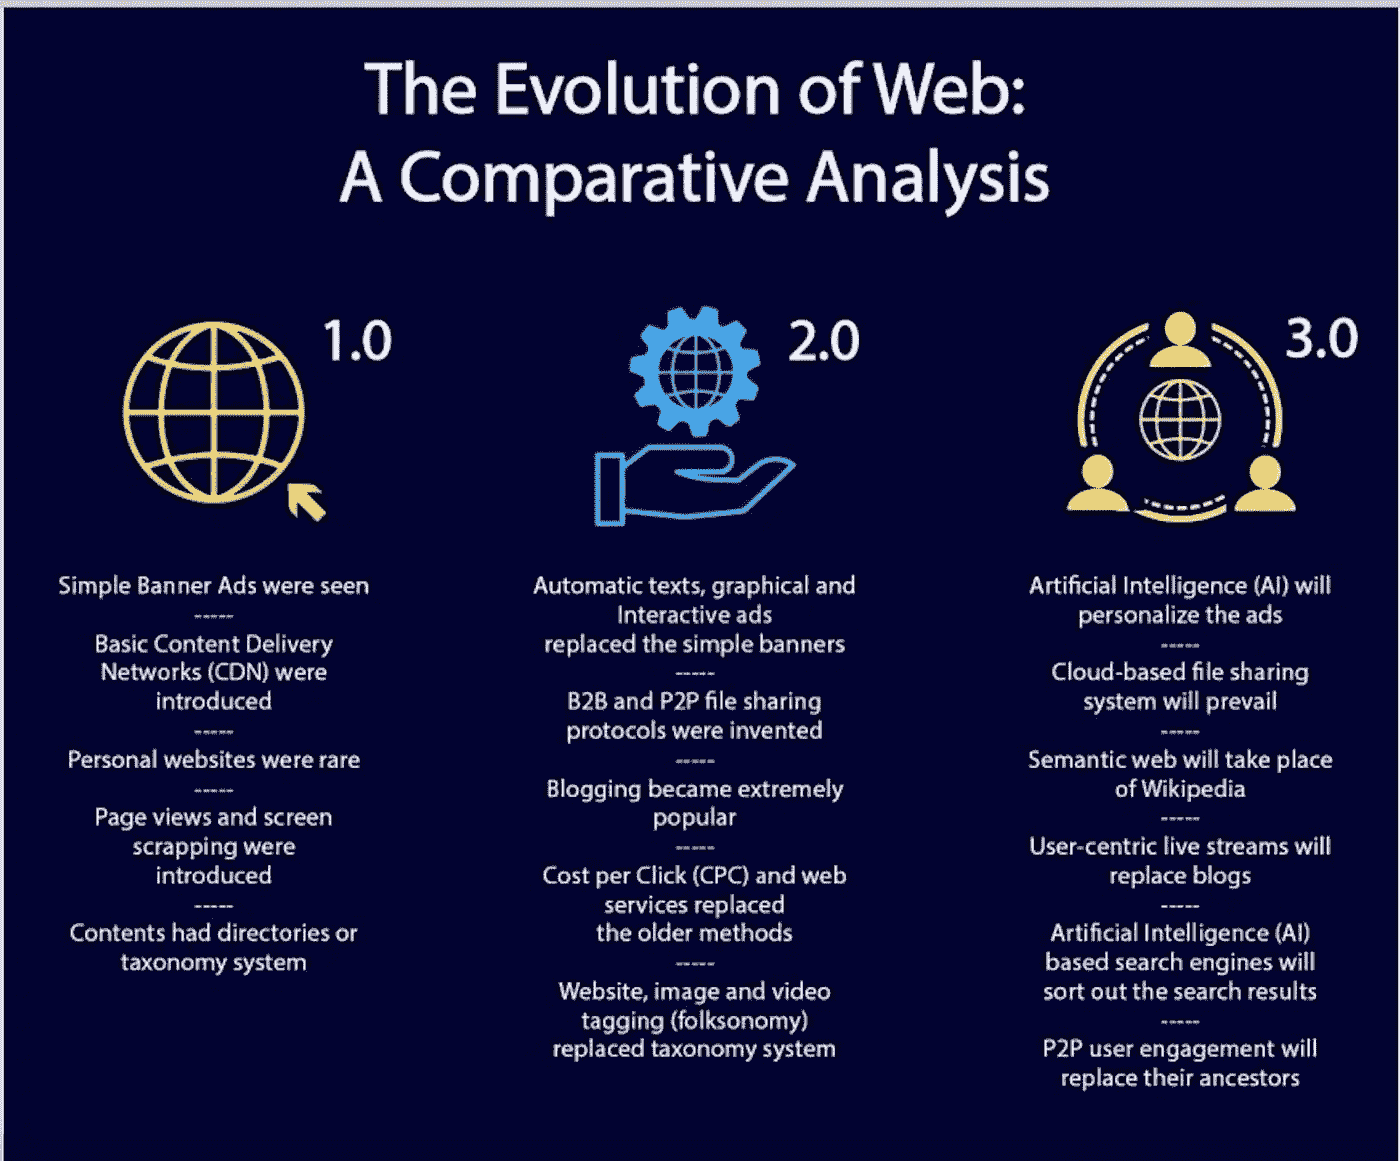 The Evolution of Web:
A Comparative Analysis
1.0
Simple Banner Ads were seen
-----
Basic Content Delivery
Networks (CDN) were
introduced
-----
Personal websites were rare
-----
Page views and screen
scrapping were
introduced
-----
Contents had directories or
taxonomy system
2.0
Automatic texts, graphical and
Interactive ads
replaced the simple banners
-----
B2B and P2P file sharing
protocols were invented
-----
Blogging became extremely
popular
-----
Cost per Click (CPC) and web
services replaced
the older methods
-----
Website, image and video
tagging (folksonomy)
replaced taxonomy system
3.0
Artificial Intelligence (AI) will
personalize the ads
-----
Cloud-based file sharing
system will prevail
-----
Semantic web will take place
of Wikipedia
-----
User-centric live streams will
replace blogs
-----
Artificial Intelligence (AI)
based search engines will
sort out the search results
-----
P2P user engagement will
replace their ancestors